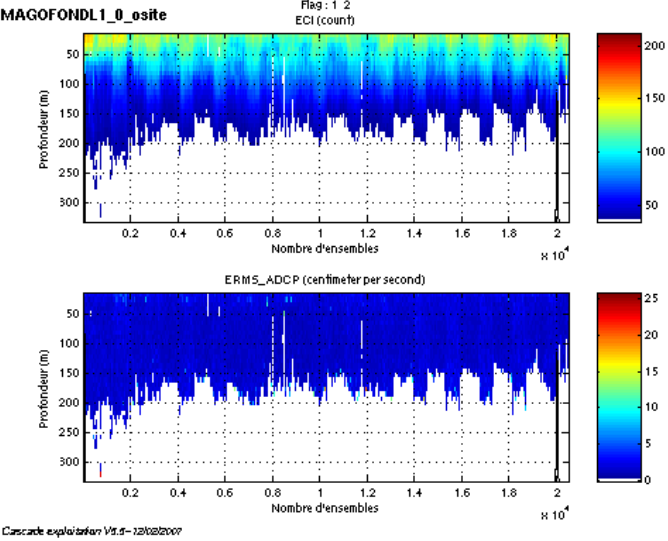 MAGOFONDL1_0_osite
Flag : 1 2
ECI (count)
50
100
150
200
250
300
Profondeur (m)
0.2 0.4 0.6 0.8 1 1.2 1.4 1.6 1.8 2
Nombre d'ensembles
x 10^4
200
150
100
50
ERMS_ADCP (centimeter per second)
50
100
150
200
250
300
Profondeur (m)
0.2 0.4 0.6 0.8 1 1.2 1.4 1.6 1.8 2
Nombre d'ensembles
x 10^4
25
20
15
10
5
0
Cascade exploitation V5.5 - 12/02/2007